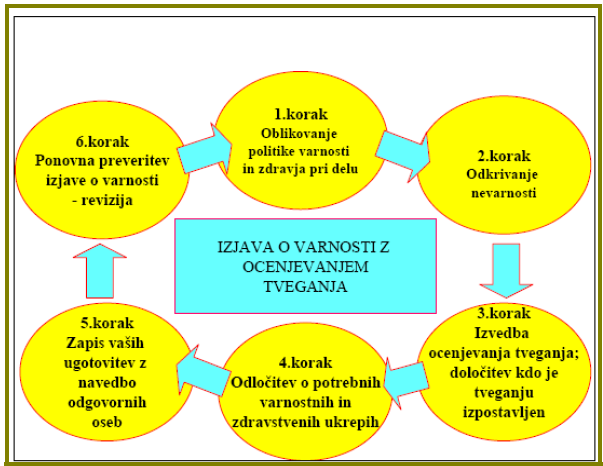 1.korak
Oblikovanje
politike varnosti
in zdravja pri delu
2.korak
Odkrivanje
nevarnosti
3.korak
Izvedba
ocenjevanja tveganja;
določitev kdo je
tveganju
izpostavljen
4.korak
Odločitev o potrebnih
varnostnih in
zdravstvenih ukrepih
5.korak
Zapis vaših
ugotovitev z
navedbo
odgovornih
oseb
6.korak
Ponovna preveritev
izjave o varnosti
- revizija
IZJAVA O VARNOSTI Z
OCENJEVANJEM
TVEGANJA